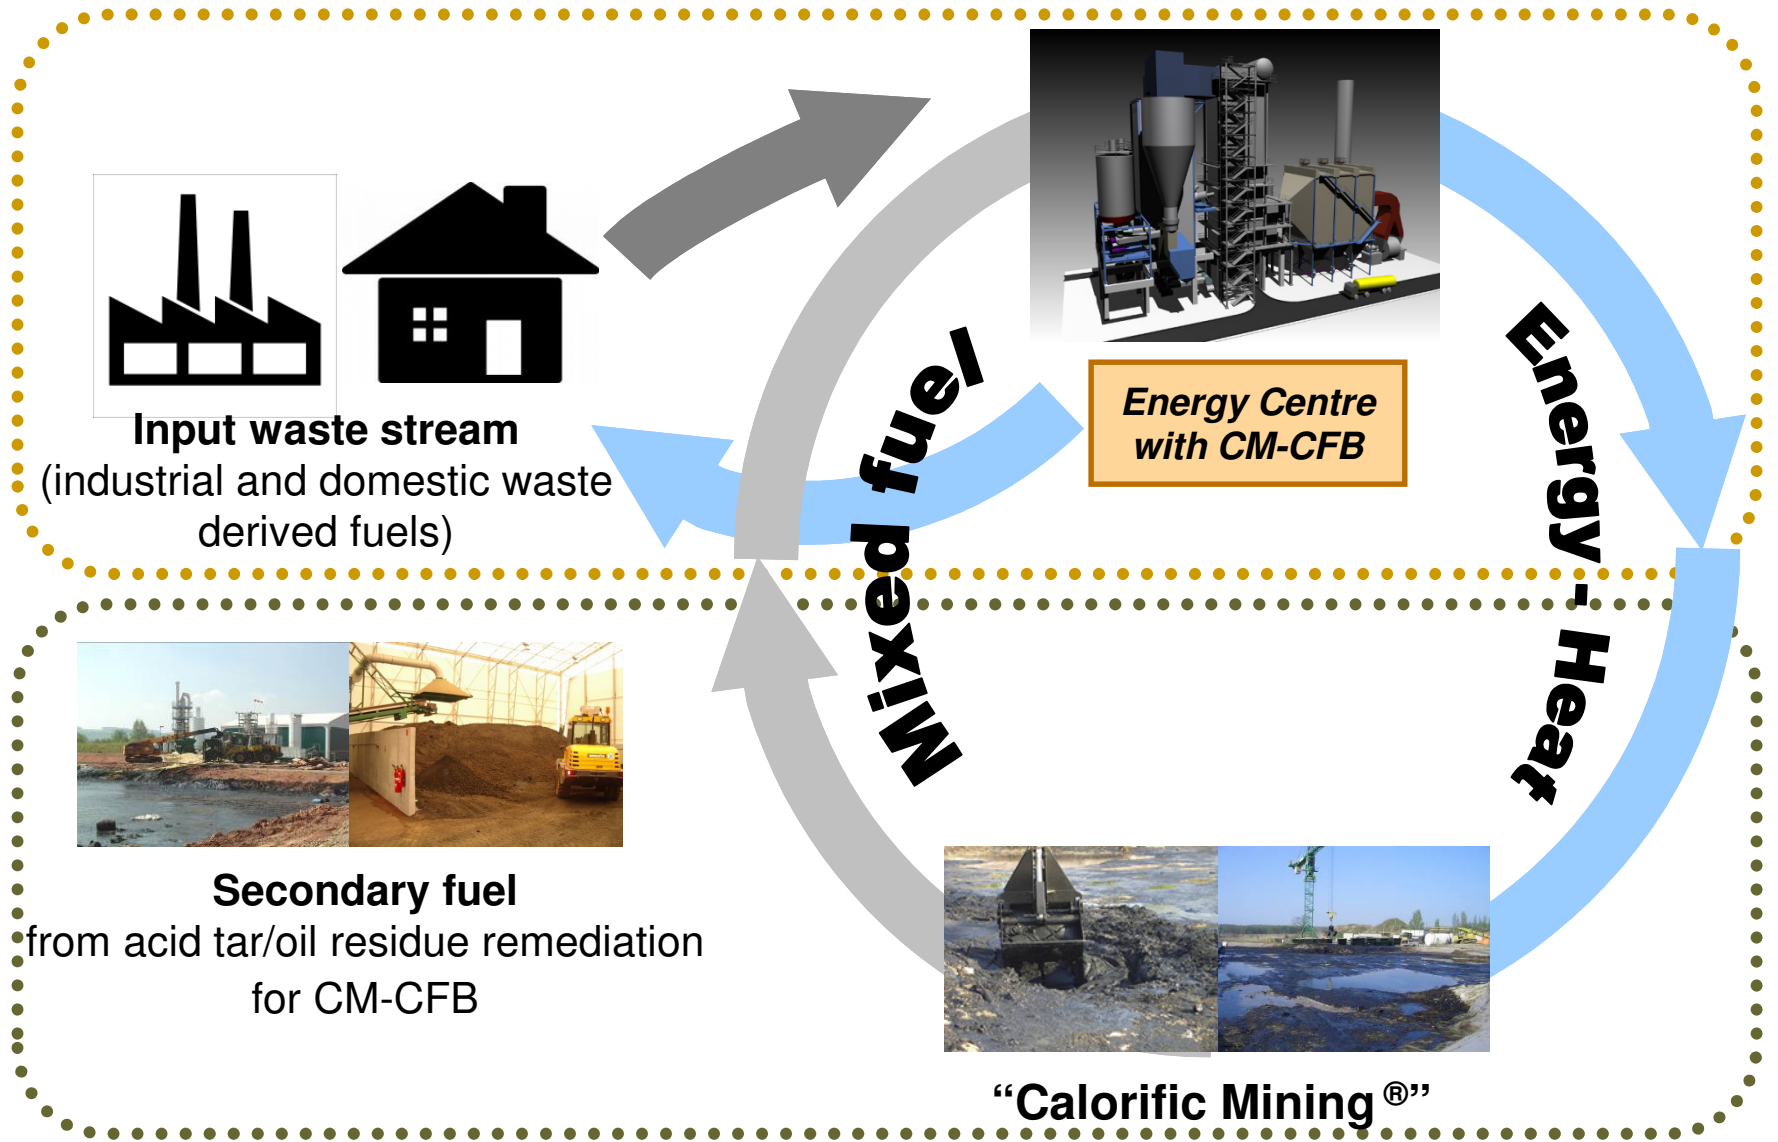 Energy Centre
with CM-CFB
Input waste stream
(industrial and domestic waste
derived fuels)
Mixed fuel
Energy - Heat
Secondary fuel
from acid tar/oil residue remediation
for CM-CFB
“Calorific Mining ®”